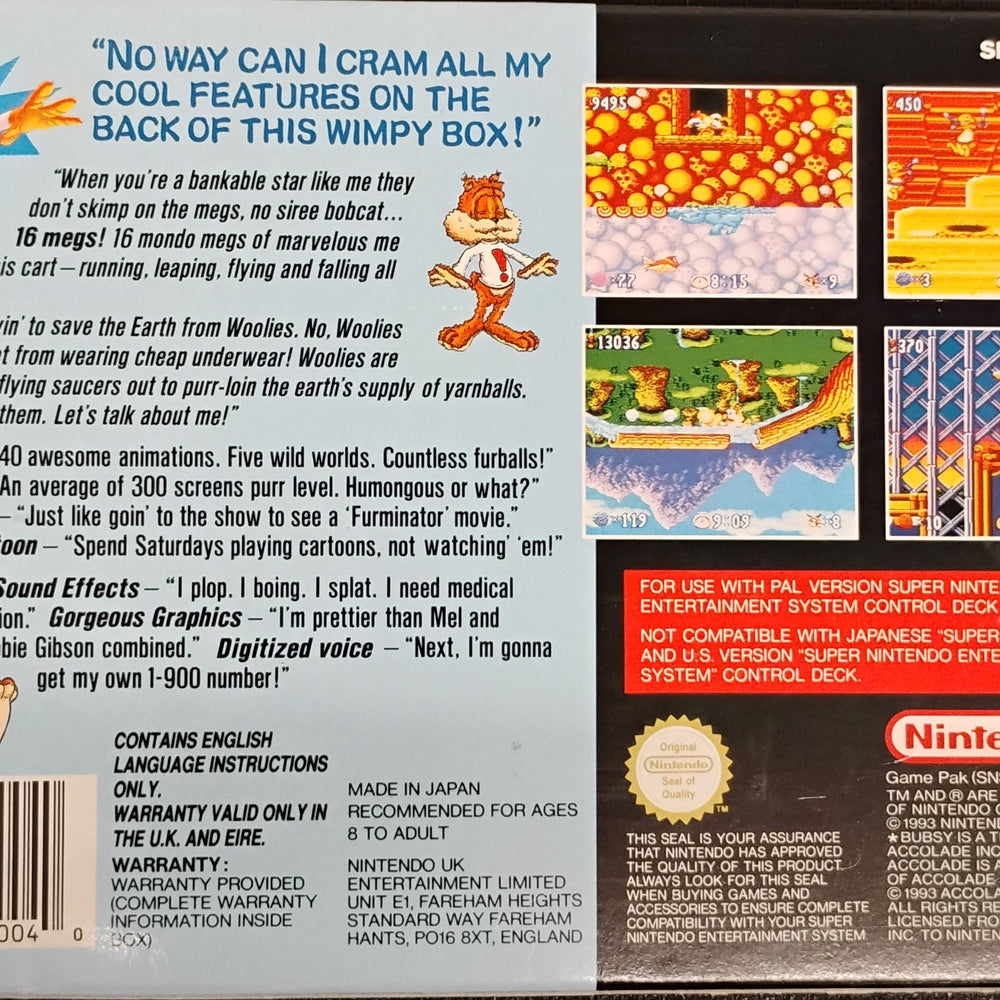 “NO WAY CAN I CRAM ALL MY
COOL FEATURES ON THE
BACK OF THIS WIMPY BOX!”
“When you're a bankable star like me they
don't skimp on the megs, no siree bobcat...
16 megs! 16 mondo megs of marvelous me
is cart – running, leaping, flying and falling all
in' to save the Earth from Woolies. No, Woolies
t from wearing cheap underwear! Woolies are
flying saucers out to purr-loin the earth's supply of yarnballs.
them. Let's talk about me!”
40 awesome animations. Five wild worlds. Countless furballs!”
An average of 300 screens purr level. Humongous or what?”
– “Just like goin' to the show to see a ‘Furminator’ movie.”
toon – “Spend Saturdays playing cartoons, not watching' 'em!”
Sound Effects – “I plop. I boing. I splat. I need medical
ion.” Gorgeous Graphics – “I'm prettier than Mel and
bie Gibson combined.” Digitized voice – “Next, I'm gonna
get my own 1-900 number!”
CONTAINS ENGLISH
LANGUAGE INSTRUCTIONS
ONLY.
WARRANTY VALID ONLY IN
THE U.K. AND EIRE.
WARRANTY:
WARRANTY PROVIDED
(COMPLETE WARRANTY
INFORMATION INSIDE
BOX)
004 0
MADE IN JAPAN
RECOMMENDED FOR AGES
8 TO ADULT
NINTENDO UK
ENTERTAINMENT LIMITED
UNIT E1, FAREHAM HEIGHTS
STANDARD WAY FAREHAM
HANTS, PO16 8XT, ENGLAND
9495
77 8:15 9
450
3
13036
119 9:09 8
370
10
FOR USE WITH PAL VERSION SUPER NINTE
ENTERTAINMENT SYSTEM CONTROL DECK
NOT COMPATIBLE WITH JAPANESE “SUPER
AND U.S. VERSION “SUPER NINTENDO ENTE
SYSTEM” CONTROL DECK.
Original
Nintendo
Seal of
Quality
TM
THIS SEAL IS YOUR ASSURANCE
THAT NINTENDO HAS APPROVED
THE QUALITY OF THIS PRODUCT.
ALWAYS LOOK FOR THIS SEAL
WHEN BUYING GAMES AND
ACCESSORIES TO ENSURE COMPLETE
COMPATIBILITY WITH YOUR SUPER
NINTENDO ENTERTAINMENT SYSTEM
Ninte
Game Pak (SN
TM AND ® ARE
OF NINTENDO
© 1993 NINTEN
★ BUBSY IS A T
ACCOLADE INC
ACCOLADE IS
OF ACCOLADE
© 1993 ACCOLA
ALL RIGHTS RE
LICENSED FRO
INC. TO NINTEN